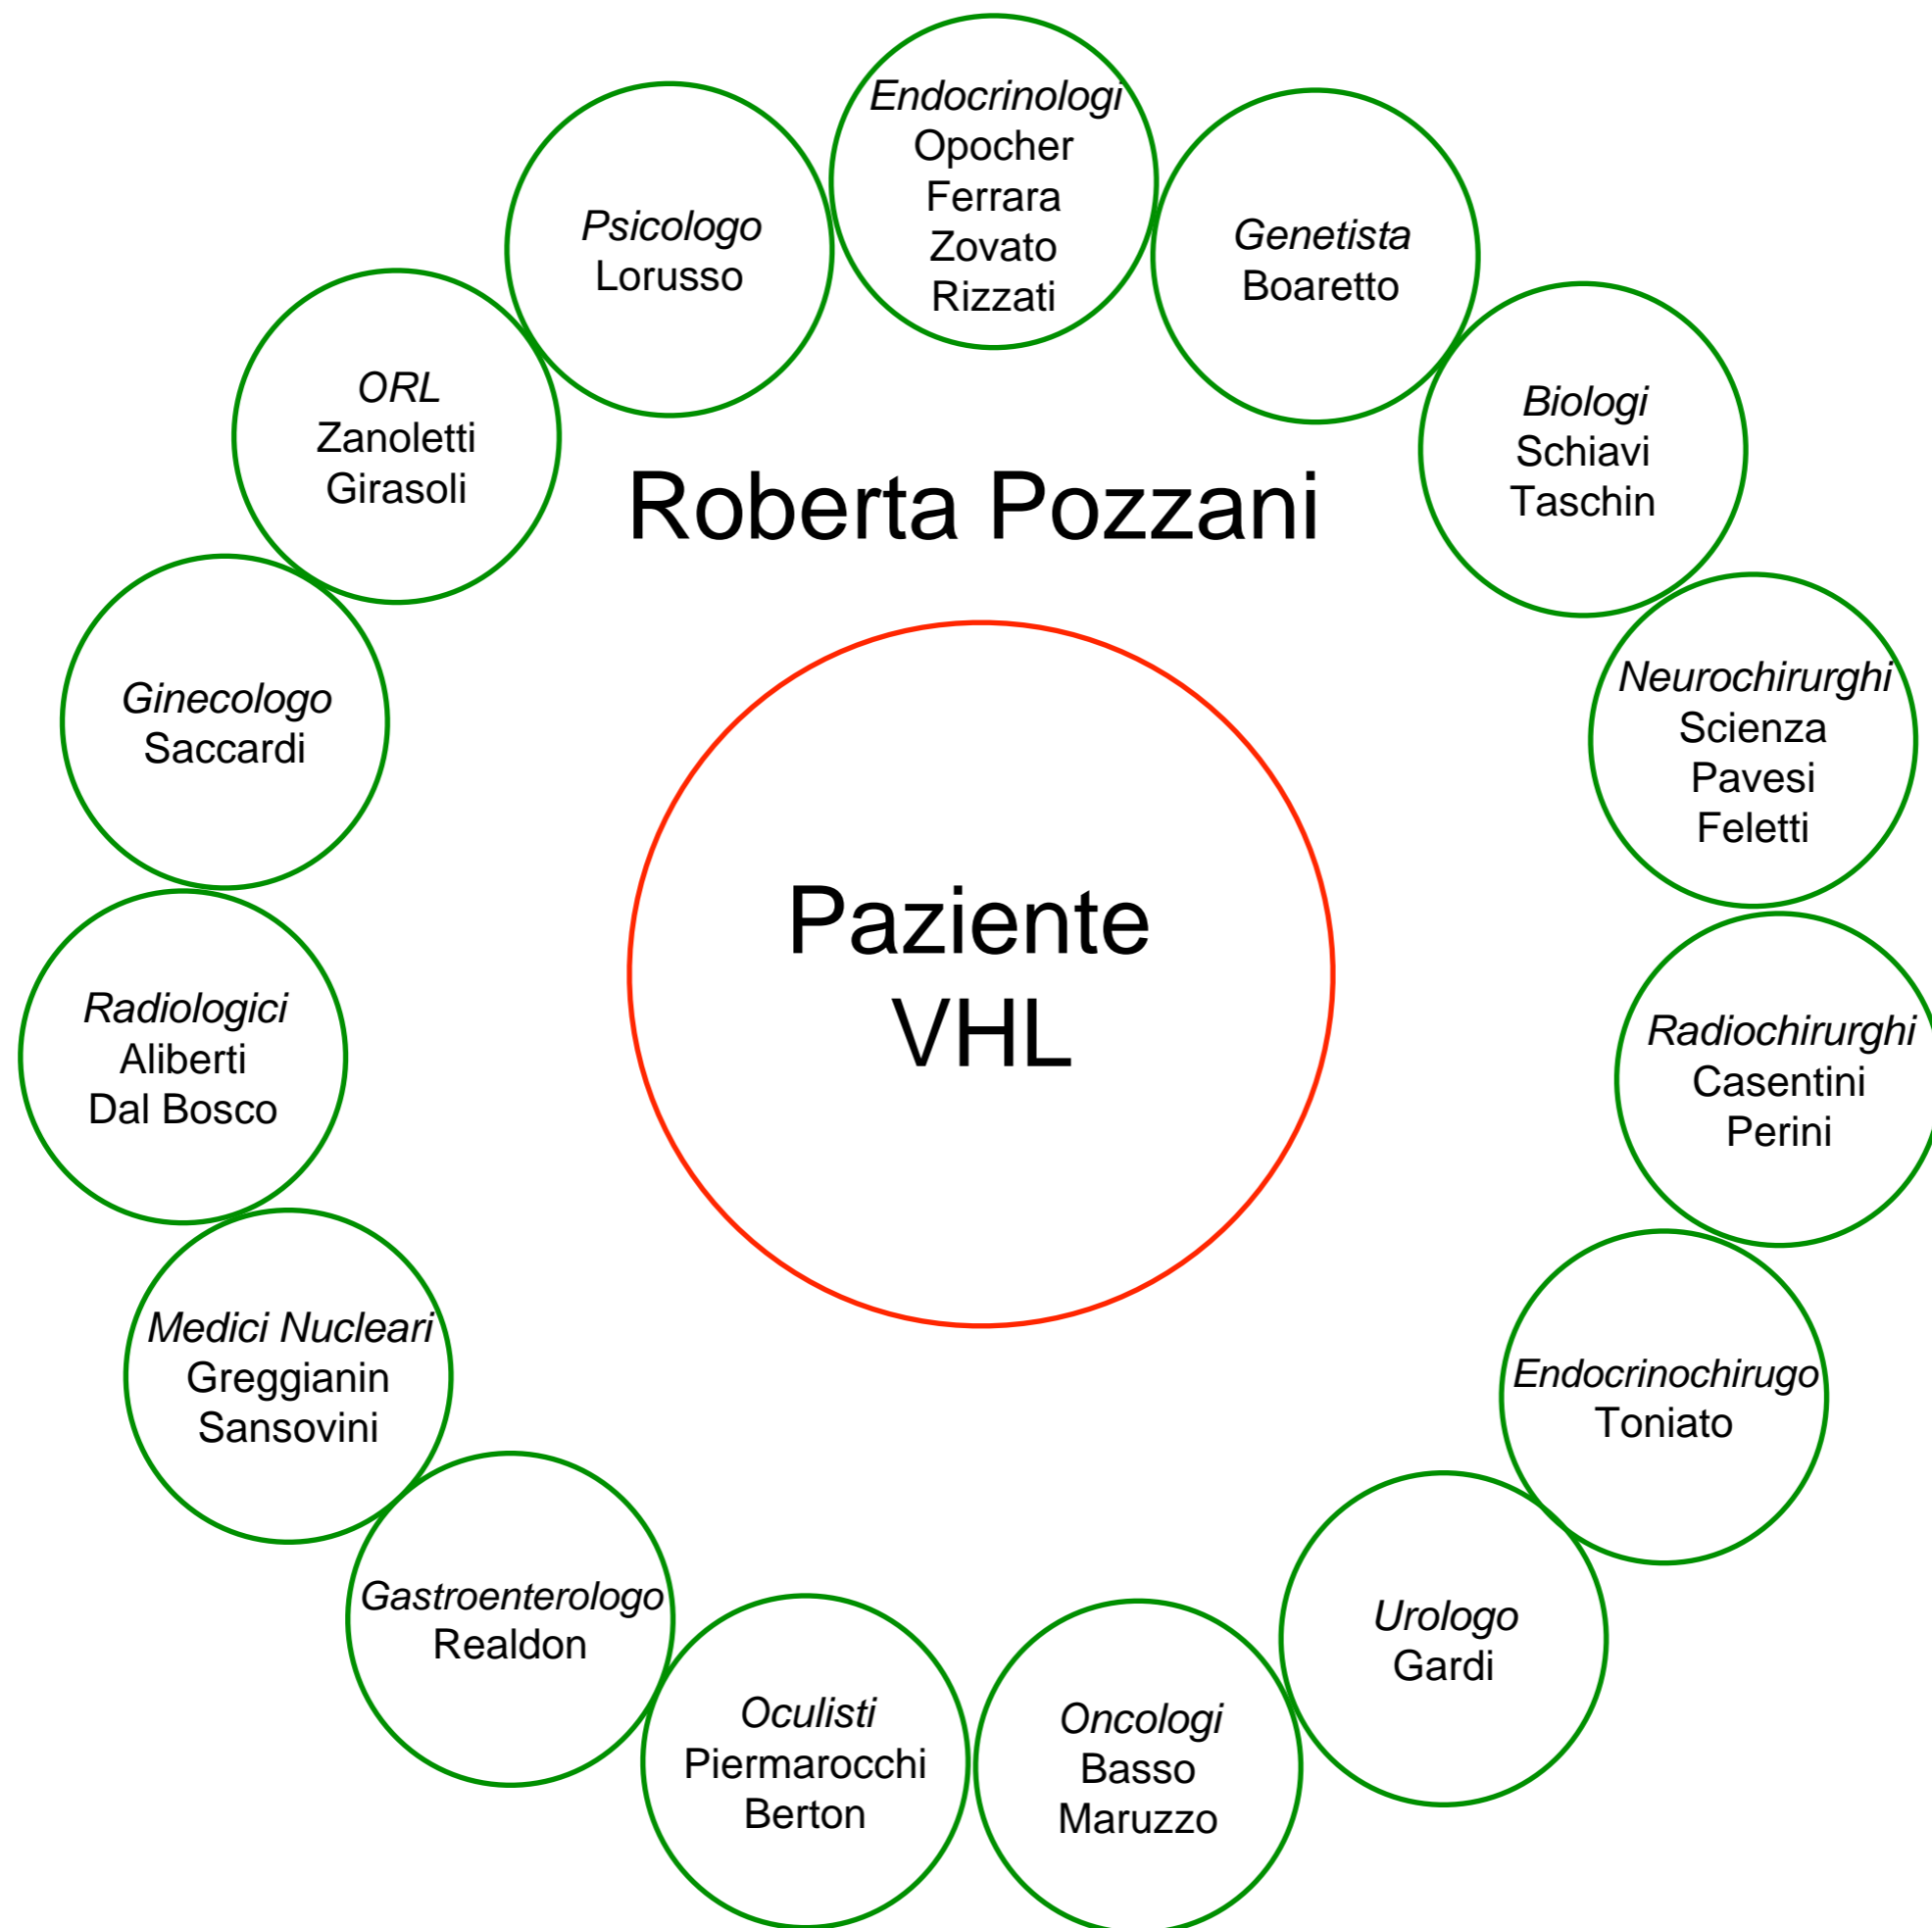 Endocrinologi
Opocher
Ferrara
Zovato
Rizzati
Genetista
Boaretto
Biologi
Schiavi
Taschin
Neurochirurghi
Scienza
Pavesi
Feletti
Radiochirurghi
Casentini
Perini
Endocrinochirugo
Toniato
Urologo
Gardi
Oncologi
Basso
Maruzzo
Oculisti
Piermarocchi
Berton
Gastroenterologo
Realdon
Medici Nucleari
Greggianin
Sansovini
Radiologici
Aliberti
Dal Bosco
Ginecologo
Saccardi
ORL
Zanoletti
Girasoli
Psicologo
Lorusso
Roberta Pozzani
Paziente
VHL